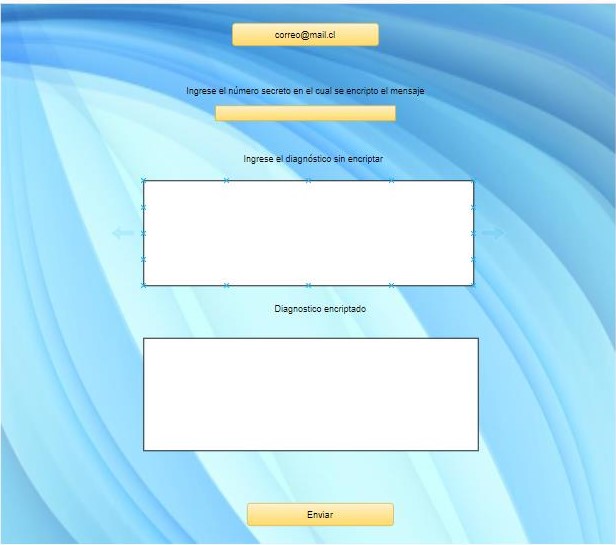 correo@mail.cl
Ingrese el número secreto en el cual se encripto el mensaje
Ingrese el diagnóstico sin encriptar
Diagnostico encriptado
Enviar